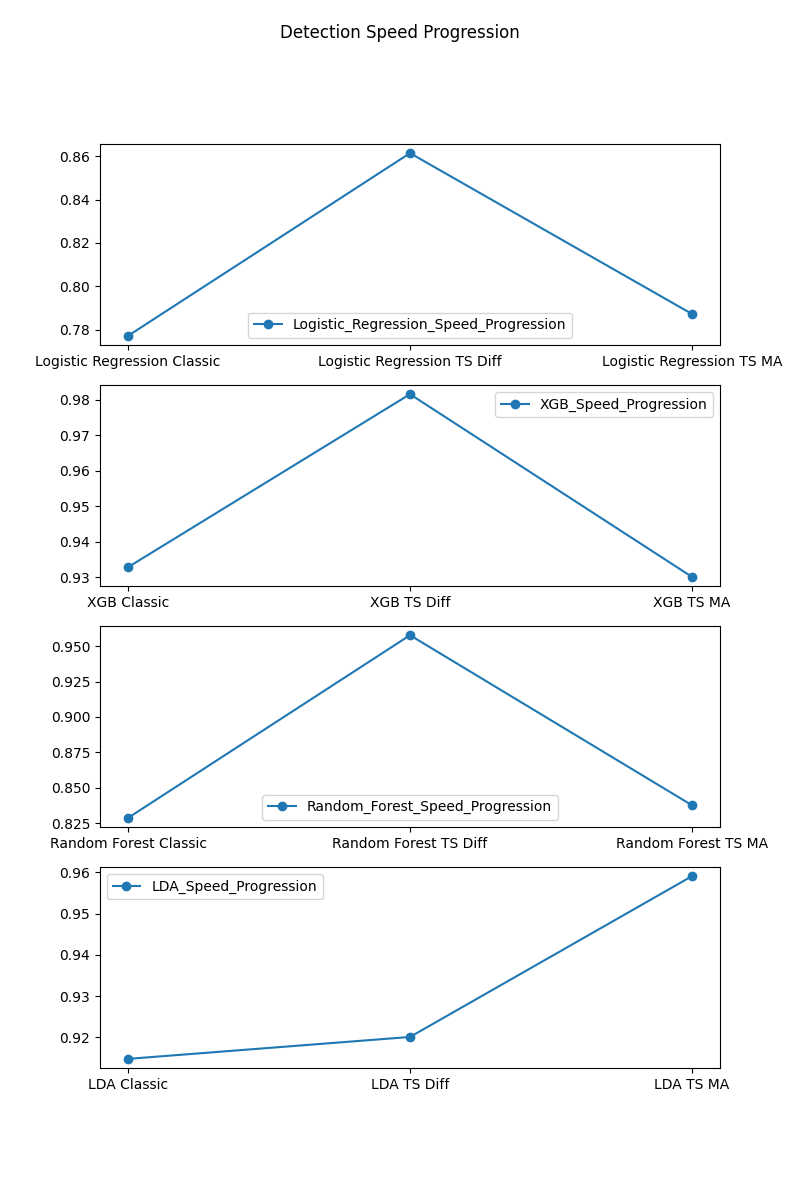 Detection Speed Progression
0.86
0.84
0.82
0.80
0.78
Logistic_Regression_Speed_Progression
Logistic Regression Classic
Logistic Regression TS Diff
Logistic Regression TS MA
0.98
0.97
0.96
0.95
0.94
0.93
XGB_Speed_Progression
XGB Classic
XGB TS Diff
XGB TS MA
0.950
0.925
0.900
0.875
0.850
0.825
Random_Forest_Speed_Progression
Random Forest Classic
Random Forest TS Diff
Random Forest TS MA
0.96
0.95
0.94
0.93
0.92
LDA_Speed_Progression
LDA Classic
LDA TS Diff
LDA TS MA